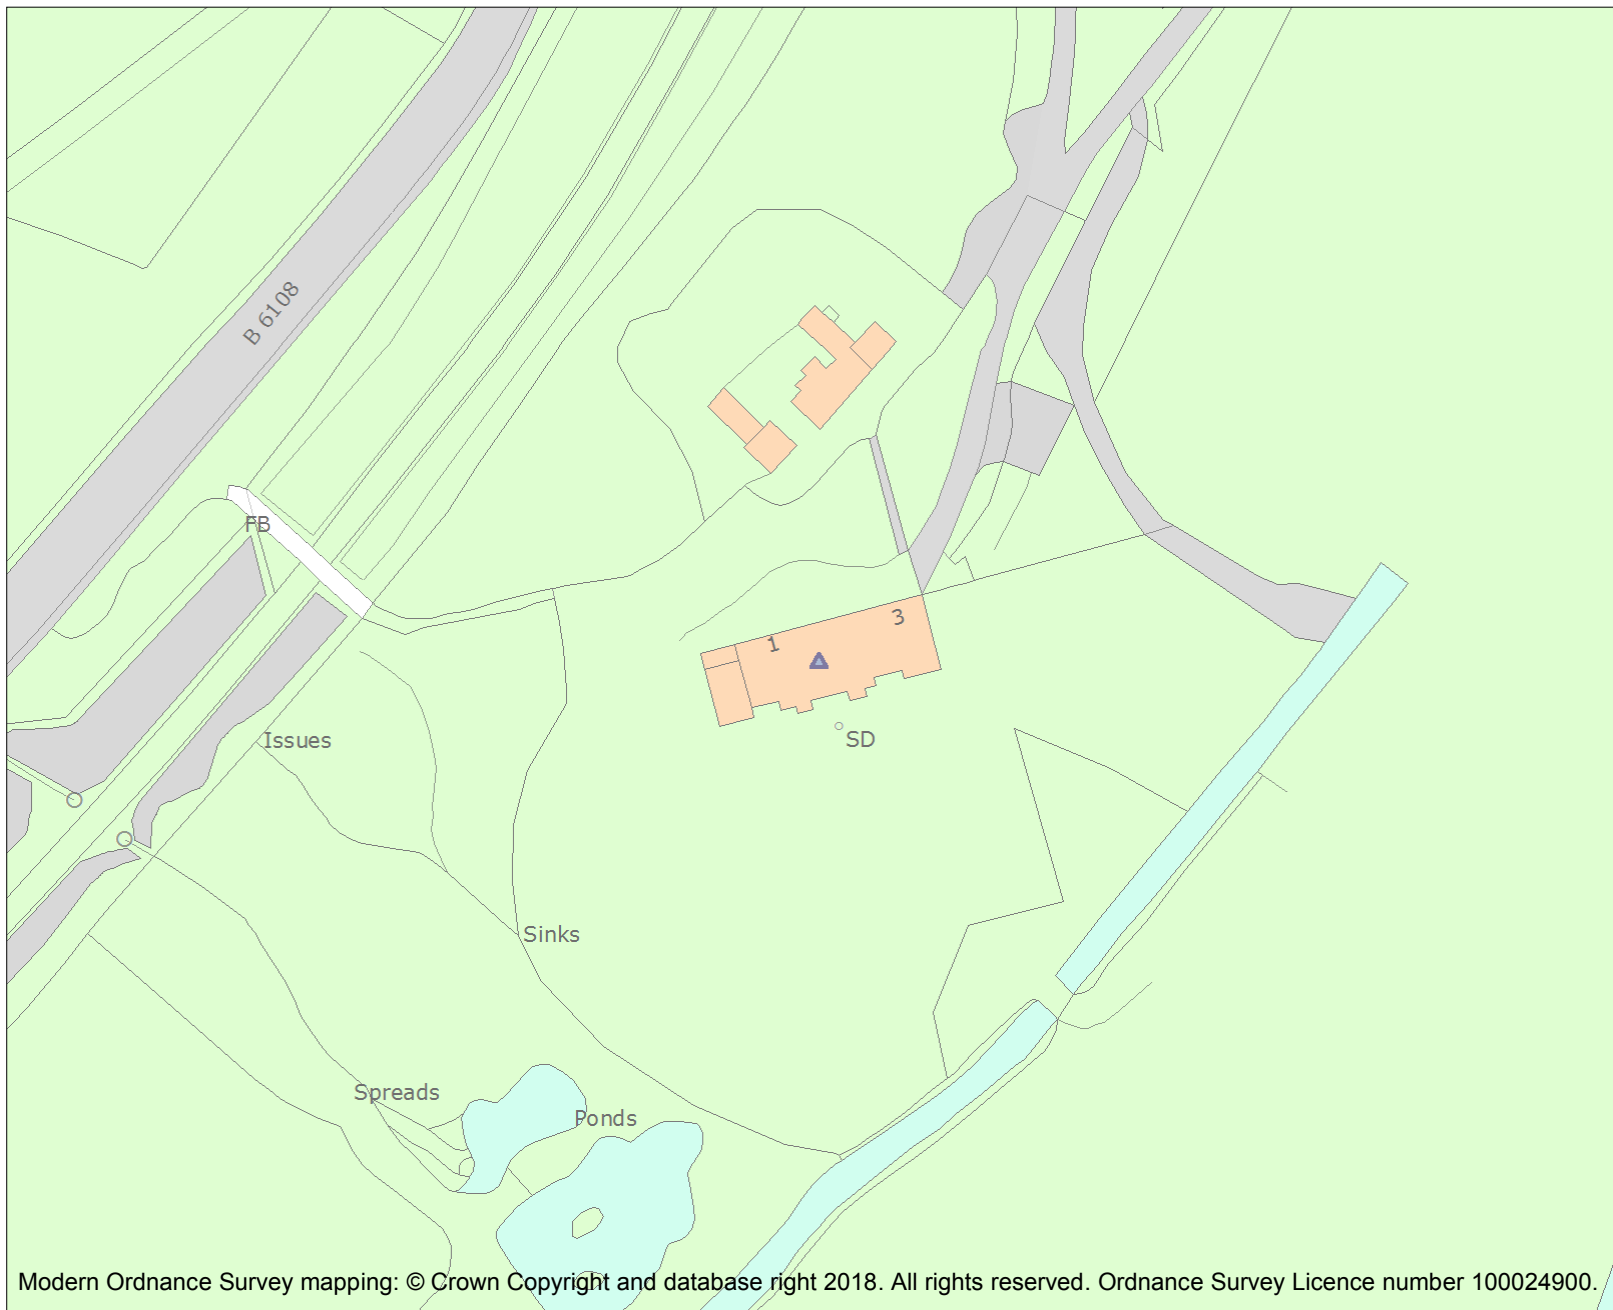 B 6108
FB
3
1
SD
Issues
Sinks
Spreads
Ponds
Modern Ordnance Survey mapping: © Crown Copyright and database right 2018. All rights reserved. Ordnance Survey Licence number 100024900.